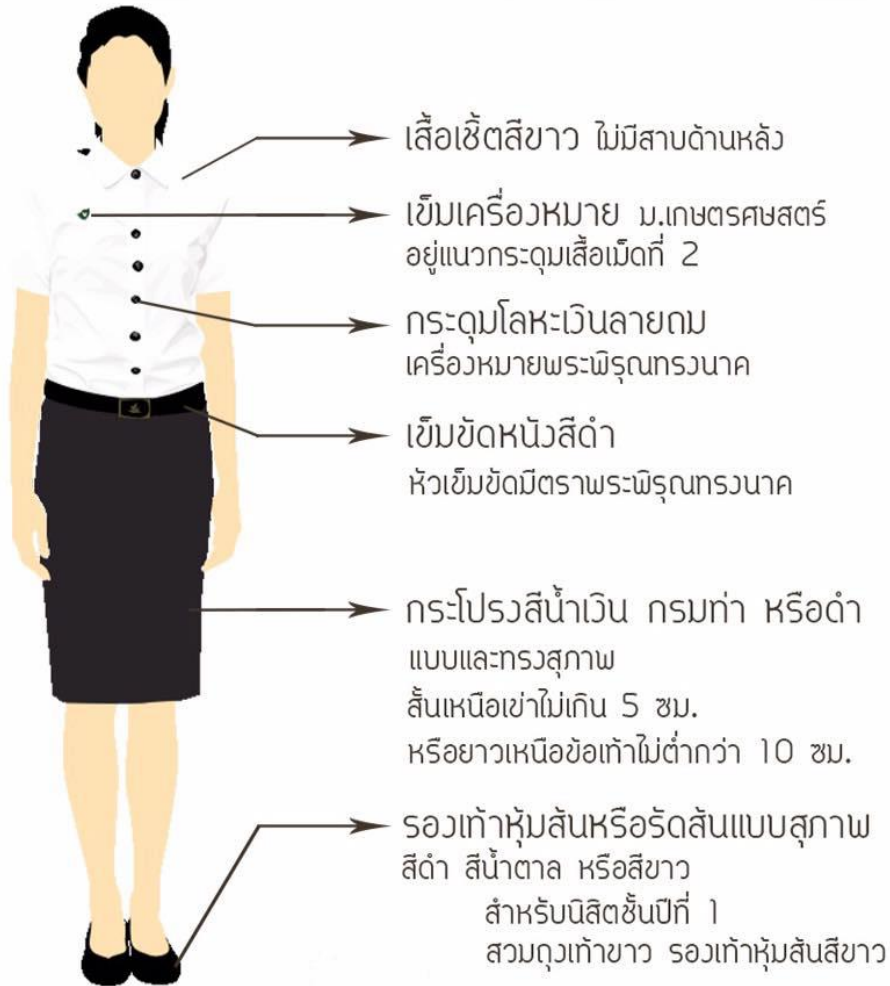 เสื้อเชิ้ตสีขาว ไม่มีสาบด้านหลัง
เข็มเครื่องหมาย ม.เกษตรศษสตร์
อยู่แนวกระดุมเสื้อเม็ดที่ 2
กระดุมโลหะเงินลายถม
เครื่องหมายพระพิรุณทรงนาค
เข็มขัดหนังสีดำ
หัวเข็มขัดมีตราพระพิรุณทรงนาค
กระโปรงสีน้ำเงิน กรมท่า หรือดำ
แบบและทรงสุภาพ
สั้นเหนือเข่าไม่เกิน 5 ซม.
หรือยาวเหนือข้อเท้าไม่ต่ำกว่า 10 ซม.
รองเท้าหุ้มส้นหรือรัดส้นแบบสุภาพ
สีดำ สีน้ำตาล หรือสีขาว
สำหรับนิสิตชั้นปีที่ 1
สวมถุงเท้าขาว รองเท้าหุ้มส้นสีขาว